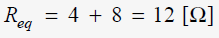 R_eq = 4 + 8 = 12 [Ω]